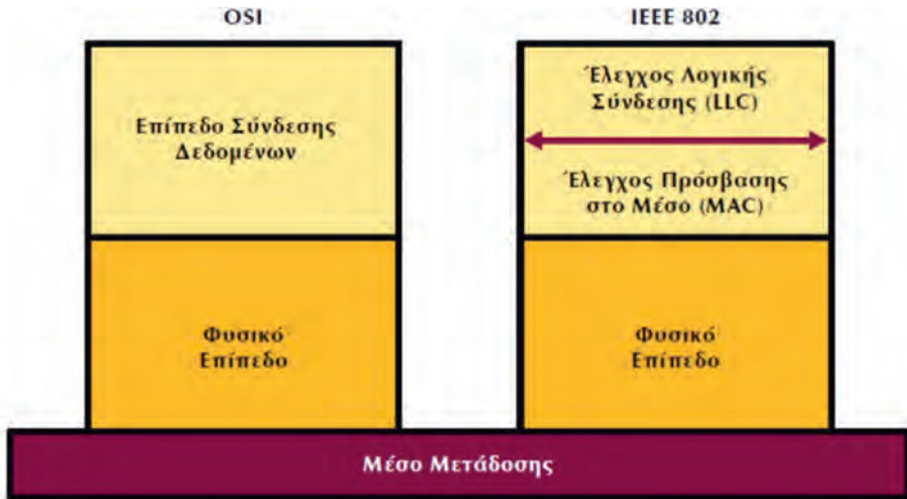 OSI
IEEE 802
Επίπεδο Σύνδεσης
Δεδομένων
Έλεγχος Λογικής
Σύνδεσης (LLC)
Έλεγχος Πρόσβασης
στο Μέσο (MAC)
Φυσικό
Επίπεδο
Φυσικό
Επίπεδο
Μέσο Μετάδοσης